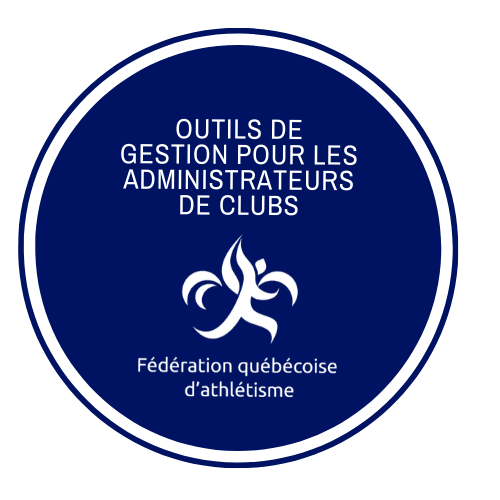 OUTILS DE
GESTION POUR LES
ADMINISTRATEURS
DE CLUBS
Fédération québécoise
d'athlétisme